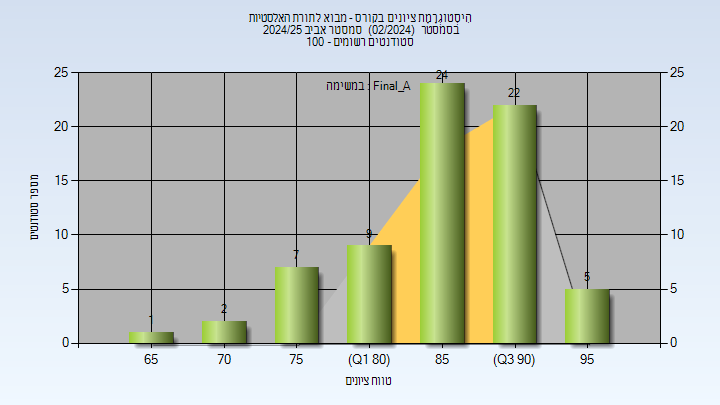 היסטוגרמת ציונים בקורס - מבוא לתורת האלסטיות
בסמסטר (02/2024) סמסטר אביב 2024/25
סטודנטים רשומים - 100
במשימה : Final_A
25 25
20 20
15 15
10 10
5 5
0 0
1 2 7 9 24 22 5
65 70 75 (Q1 80) 85 (Q3 90) 95
מספר סטודנטים
טווח ציונים